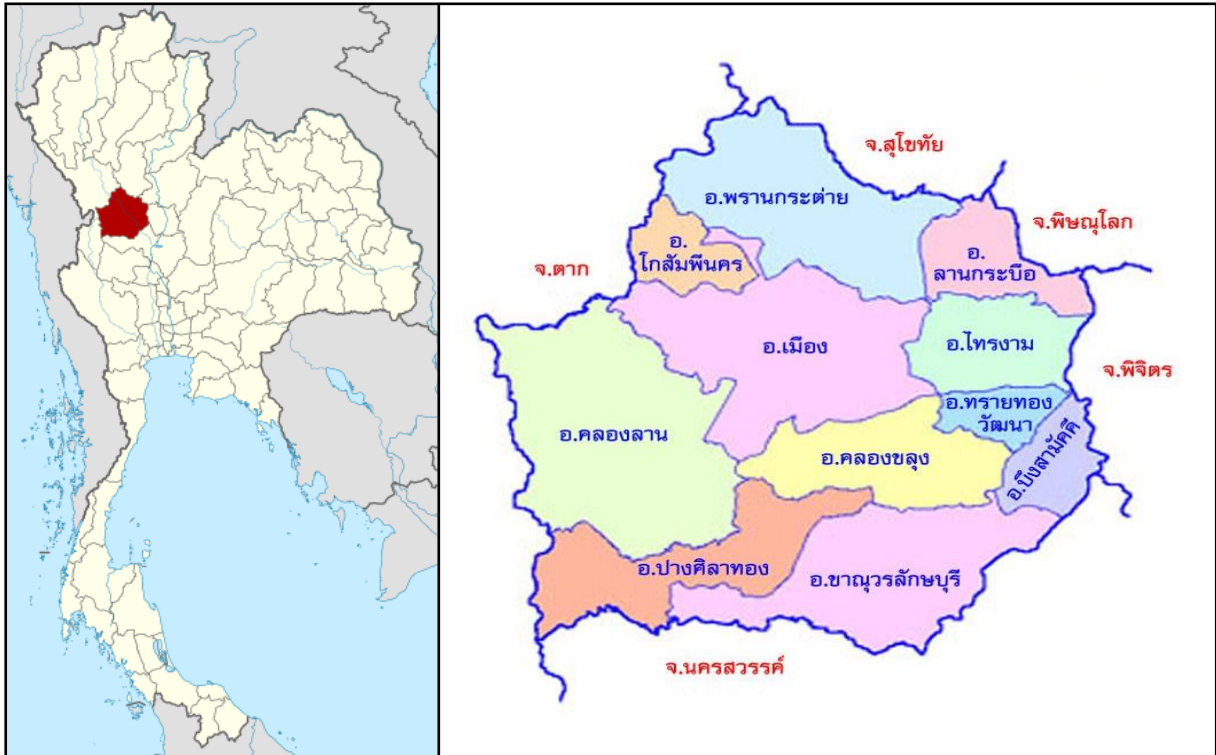 จ.สุโขทัย
อ.พรานกระต่าย
จ.พิษณุโลก
อ.
โกสัมพีนคร
อ.
ลานกระบือ
จ.ตาก
อ.เมือง
อ.ไทรงาม
จ.พิจิตร
อ.ทรายทอง
วัฒนา
อ.คลองลาน
อ.คลองขลุง
อ.บึงสามัคคี
อ.ปางศิลาทอง
อ.ขาณุวรลักษบุรี
จ.นครสวรรค์